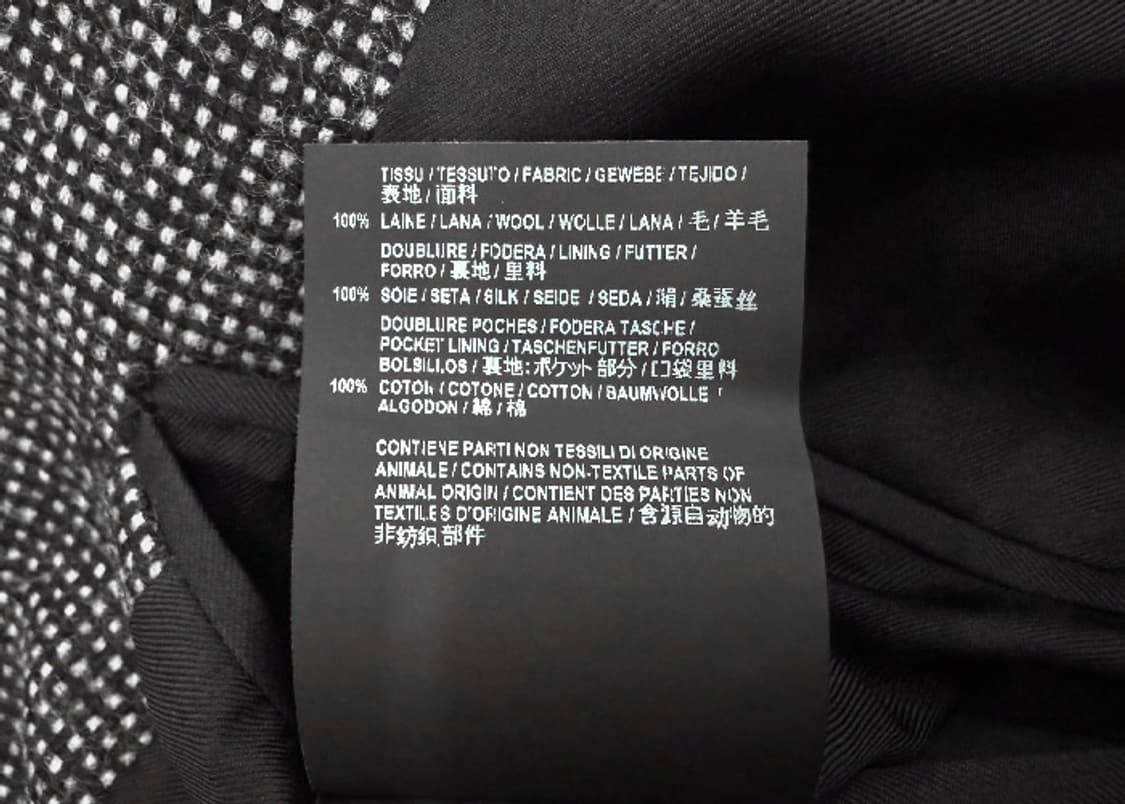 TISSU / TESSUTO / FABRIC / GEWEBE / TEJIDO /
表地 / 面料
100% LAINE / LANA / WOOL / WOLLE / LANA / 毛 / 羊毛
DOUBLURE / FODERA / LINING / FUTTER /
FORRO / 裏地 / 里料
100% SOIE / SETA / SILK / SEIDE / SEDA / 絹 / 桑蚕丝
DOUBLURE POCHES / FODERA TASCHE /
POCKET LINING / TASCHENFUTTER / FORRO
BOLSILLOS / 裏地:ポケット部分 / 口袋里料
100% COTON / COTONE / COTTON / BAUMWOLLE /
ALGODON / 綿 / 棉
CONTIENE PARTI NON TESSILI DI ORIGINE
ANIMALE / CONTAINS NON-TEXTILE PARTS OF
ANIMAL ORIGIN / CONTIENT DES PARTIES NON
TEXTILES D'ORIGINE ANIMALE / 含源自动物的
非纺织部件